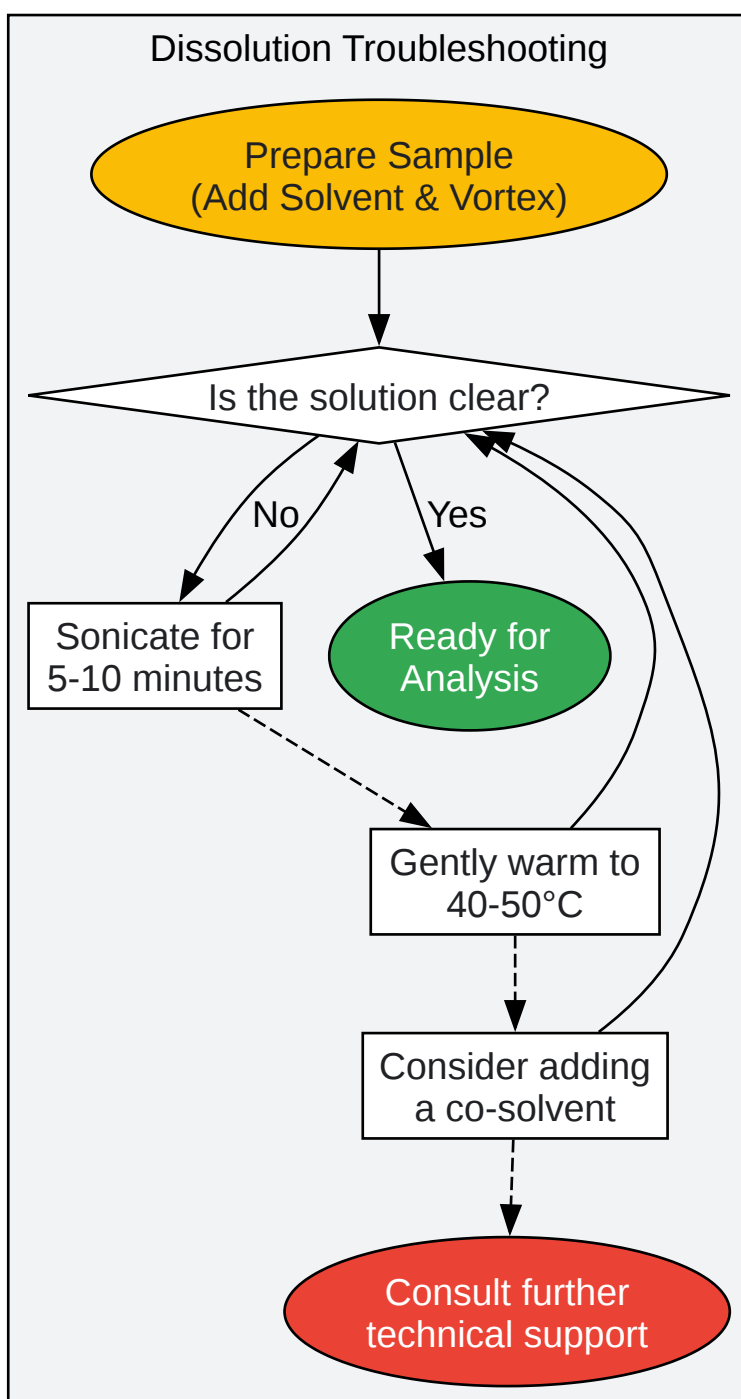 Dissolution Troubleshooting
Prepare Sample
(Add Solvent & Vortex)
Is the solution clear?
No
Yes
Sonicate for
5-10 minutes
Ready for
Analysis
Gently warm to
40-50°C
Consider adding
a co-solvent
Consult further
technical support